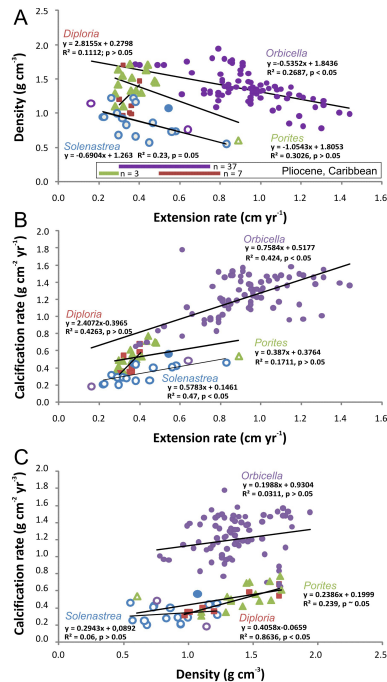 A
2.5
2.0
1.5
1.0
0.5
0.0
Density (g cm⁻³)
Diploria
y = 2.8155x + 0.2798
R² = 0.1112; p > 0.05
Orbicella
y =-0.5352x + 1.8436
R² = 0.2687, p < 0.05
Solenastrea
y = -0.6904x + 1.263 R² = 0.23, p = 0.05
Porites
y = -1.0543x + 1.8053
R² = 0.3026, p > 0.05
n = 37
n = 3
n = 7
Pliocene, Caribbean
0.0 0.2 0.4 0.6 0.8 1.0 1.2 1.4 1.6
Extension rate (cm yr⁻¹)
B
2.0
1.8
1.6
1.4
1.2
1.0
0.8
0.6
0.4
0.2
0.0
Calcification rate (g cm⁻² yr⁻¹)
Orbicella
y = 0.7584x + 0.5177
R² = 0.424, p < 0.05
Diploria
y = 2.4072x-0.3965
R² = 0.4263, p > 0.05
Porites
y = 0.387x + 0.3764
R² = 0.1711, p > 0.05
Solenastrea
y = 0.5783x + 0.1461
R² = 0.47, p < 0.05
0.0 0.2 0.4 0.6 0.8 1.0 1.2 1.4 1.6
Extension rate (cm yr⁻¹)
C
2.0
1.8
1.6
1.4
1.2
1.0
0.8
0.6
0.4
0.2
0.0
Calcification rate (g cm⁻² yr⁻³)
Orbicella
y = 0.1988x + 0.9304
R² = 0.0311, p > 0.05
Solenastrea
y = 0.2943x + 0.0892
R² = 0.06, p > 0.05
Porites
y = 0.2386x + 0.1999
R² = 0.239, p ~ 0.05
Diploria
y = 0.4058x-0.0659
R² = 0.8636, p < 0.05
0.0 0.5 1.0 1.5 2.0 2.5
Density (g cm⁻³)